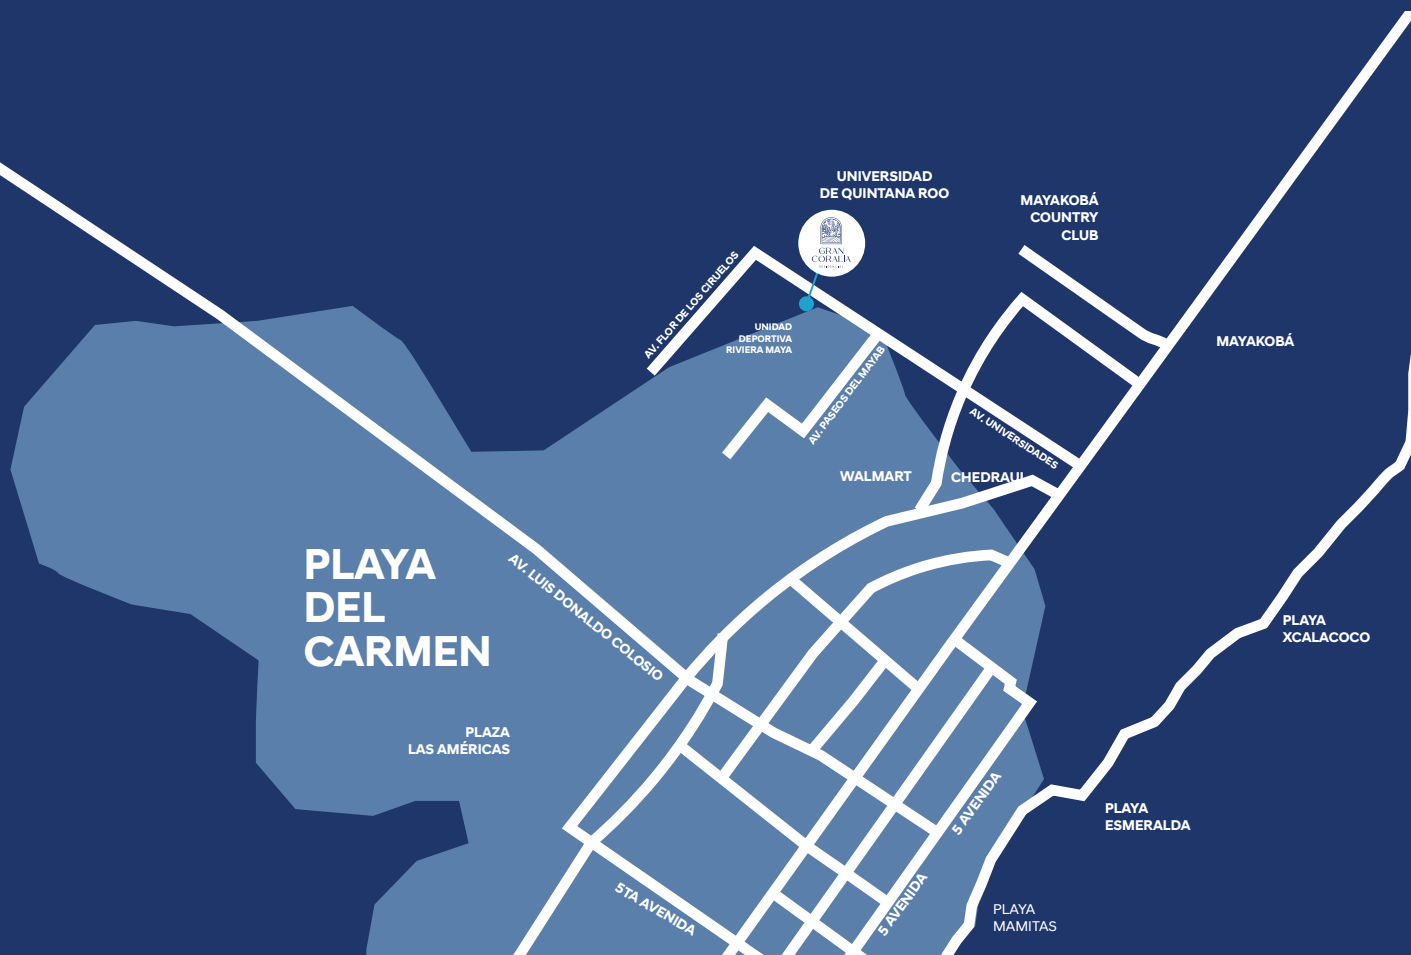 UNIVERSIDAD
DE QUINTANA ROO
MAYAKOBÁ
COUNTRY
CLUB
GRAN
CORALIA
AV. FLOR DE LOS CIRUELOS
UNIDAD
DEPORTIVA
RIVIERA MAYA
MAYAKOBÁ
AV. PASEOS DEL MAYAB
AV. UNIVERSIDADES
WALMART
CHEDRAUI
PLAYA
DEL
CARMEN
AV. LUIS DONALDO COLOSIO
PLAYA
XCALACOCO
PLAZA
LAS AMÉRICAS
5 AVENIDA
PLAYA
ESMERALDA
5TA AVENIDA
5 AVENIDA
PLAYA
MAMITAS